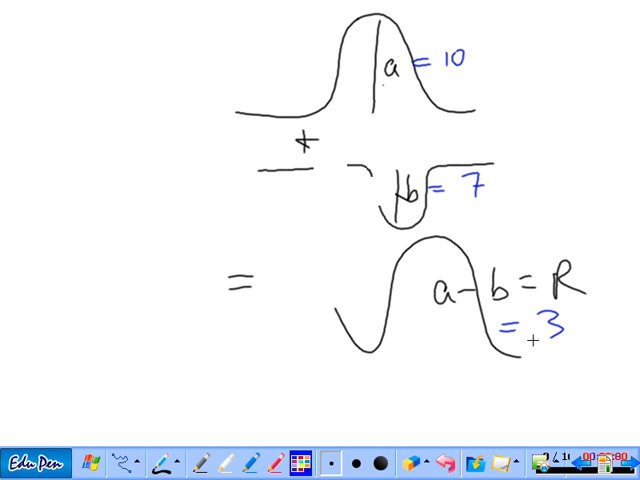 a = 10
+
b = 7
=
a - b = R
= 3
Edu Pen